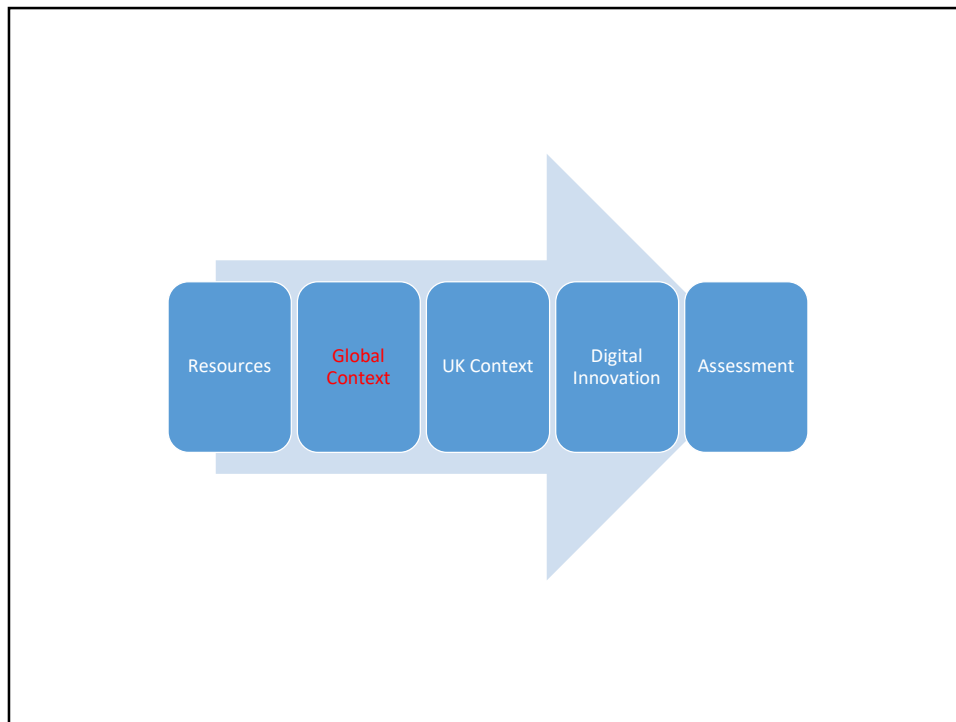 Resources
Global
Context
UK Context
Digital
Innovation
Assessment